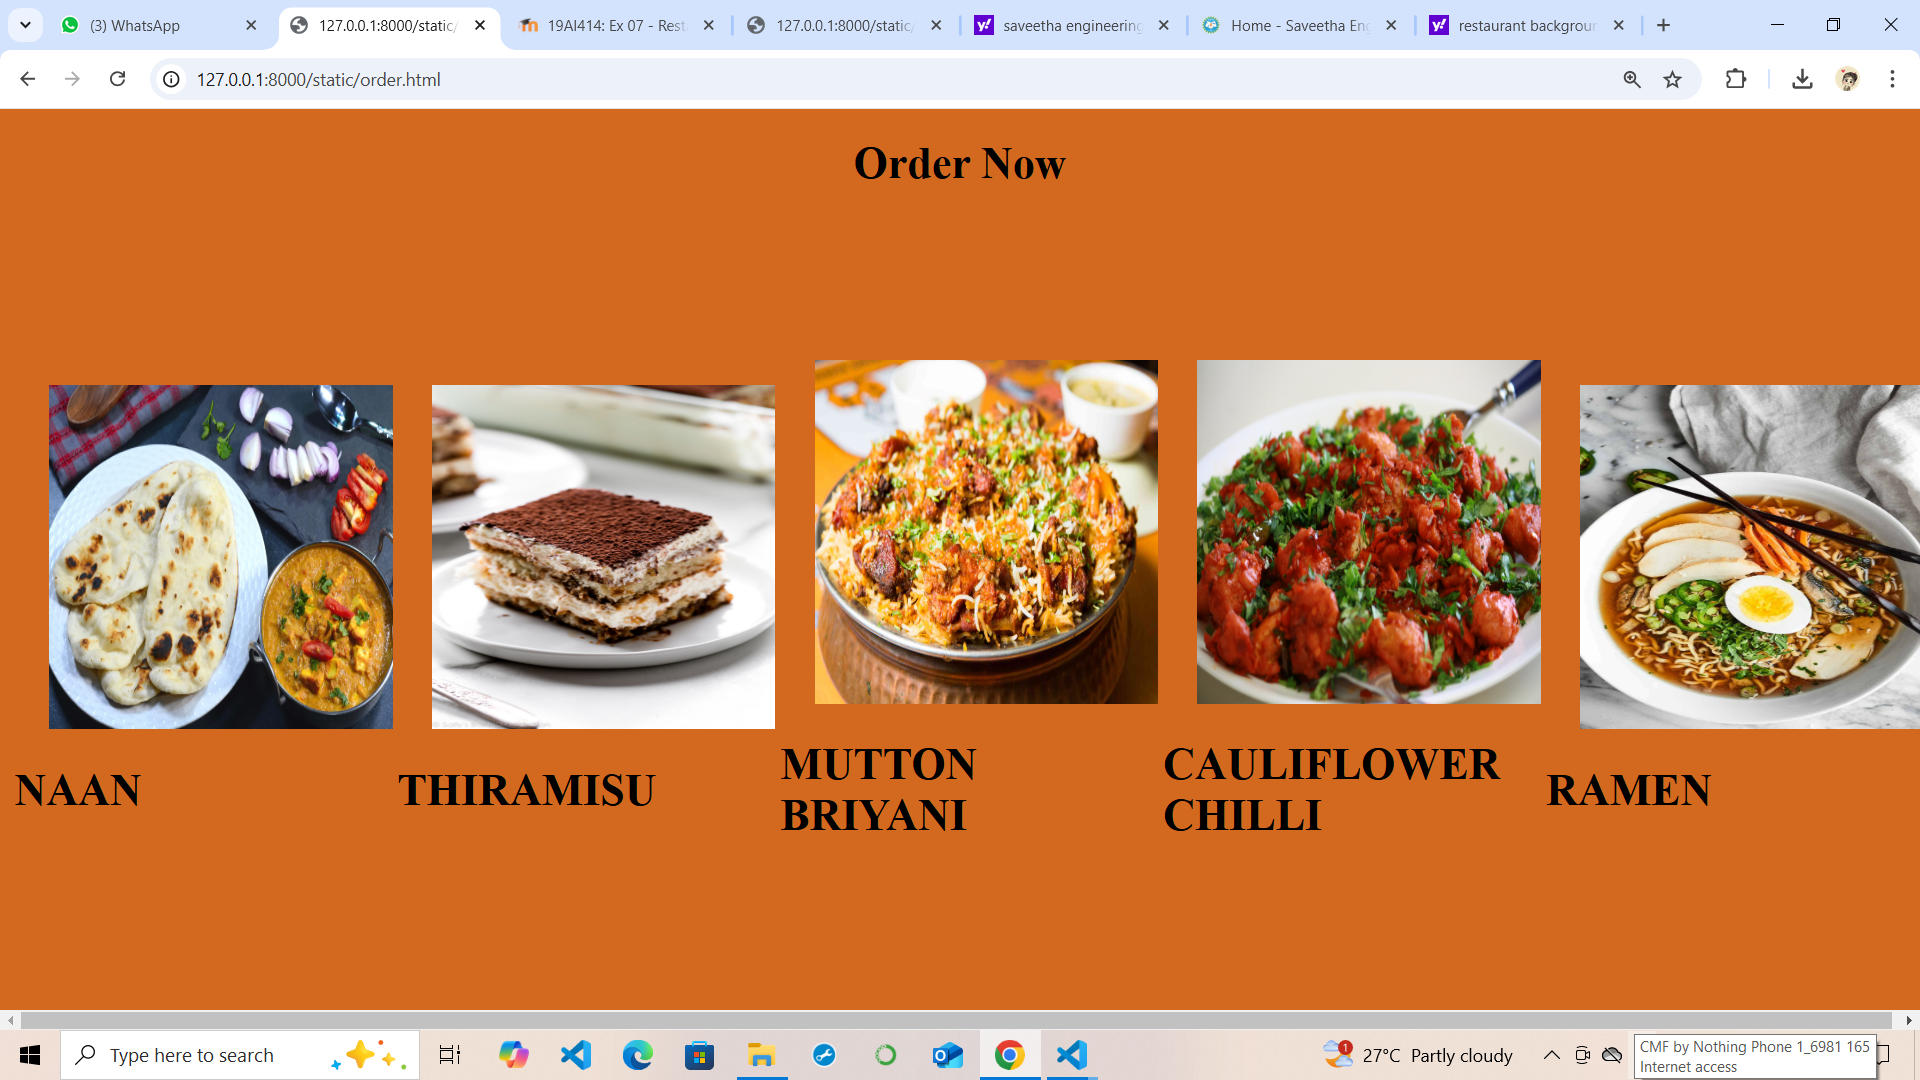 (3) WhatsApp
127.0.0.1:8000/static/
19AI414: Ex 07 - Rest
127.0.0.1:8000/static/
saveetha engineering
Home - Saveetha Eng
restaurant backgroun
127.0.0.1:8000/static/order.html
Order Now
NAAN
THIRAMISU
MUTTON
BRIYANI
CAULIFLOWER
CHILLI
RAMEN
Type here to search
1
27°C Partly cloudy
CMF by Nothing Phone 1_6981 165
Internet access